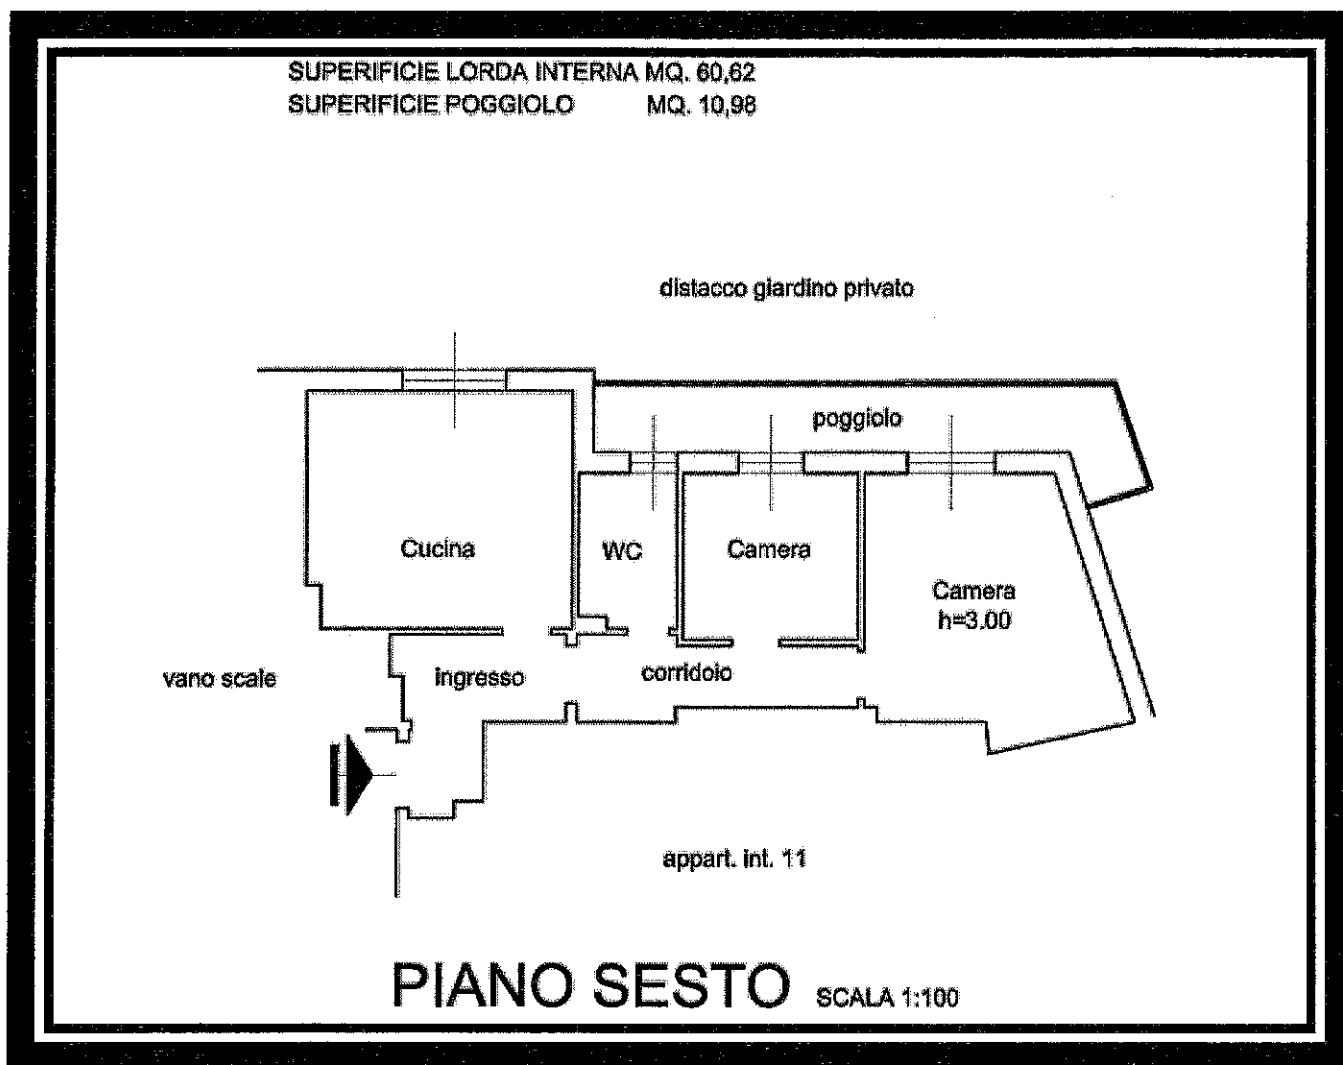 SUPERIFICIE LORDA INTERNA MQ. 60,62
SUPERIFICIE POGGIOLO MQ. 10,98
distacco giardino privato
poggiolo
Cucina
WC
Camera
Camera
h=3.00
vano scale
ingresso
corridoio
appart. int. 11
PIANO SESTO SCALA 1:100